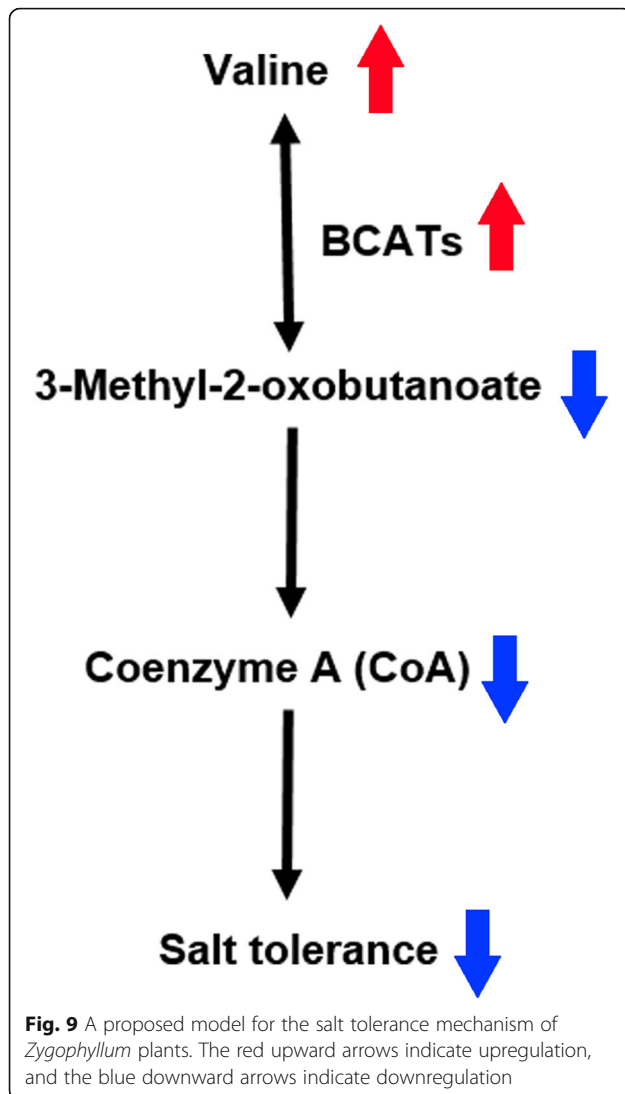 Valine
BCATs
3-Methyl-2-oxobutanoate
Coenzyme A (CoA)
Salt tolerance
Fig. 9 A proposed model for the salt tolerance mechanism of
Zygophyllum plants. The red upward arrows indicate upregulation,
and the blue downward arrows indicate downregulation